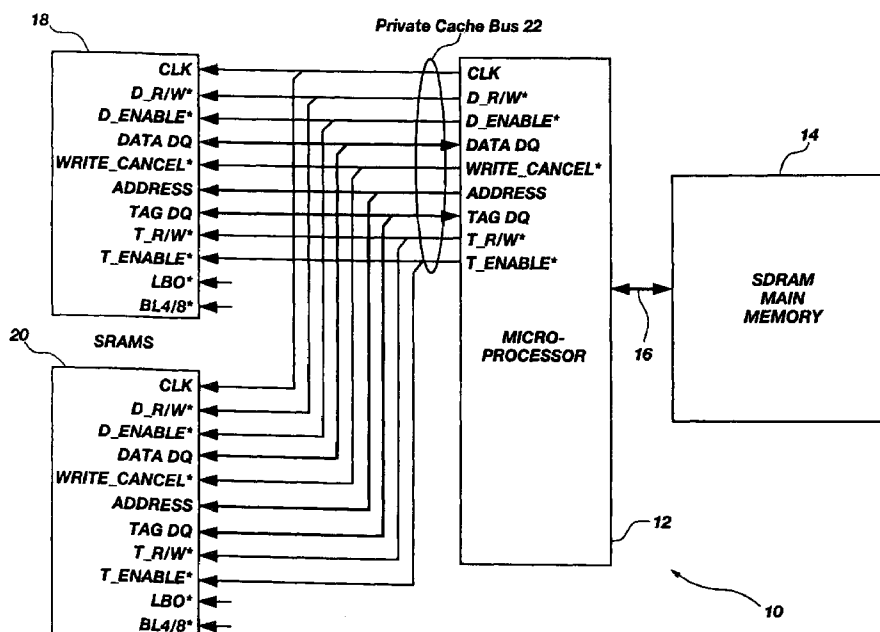 Private Cache Bus 22
18
CLK
D_R/W*
D_ENABLE*
DATA DQ
WRITE_CANCEL*
ADDRESS
TAG DQ
T_R/W*
T_ENABLE*
LBO*
BL4/8*
CLK
D_R/W*
D_ENABLE*
DATA DQ
WRITE_CANCEL*
ADDRESS
TAG DQ
T_R/W*
T_ENABLE*
MICRO-
PROCESSOR
12
14
SDRAM
MAIN
MEMORY
16
20
SRAMS
CLK
D_R/W*
D_ENABLE*
DATA DQ
WRITE_CANCEL*
ADDRESS
TAG DQ
T_R/W*
T_ENABLE*
LBO*
BL4/8*
10